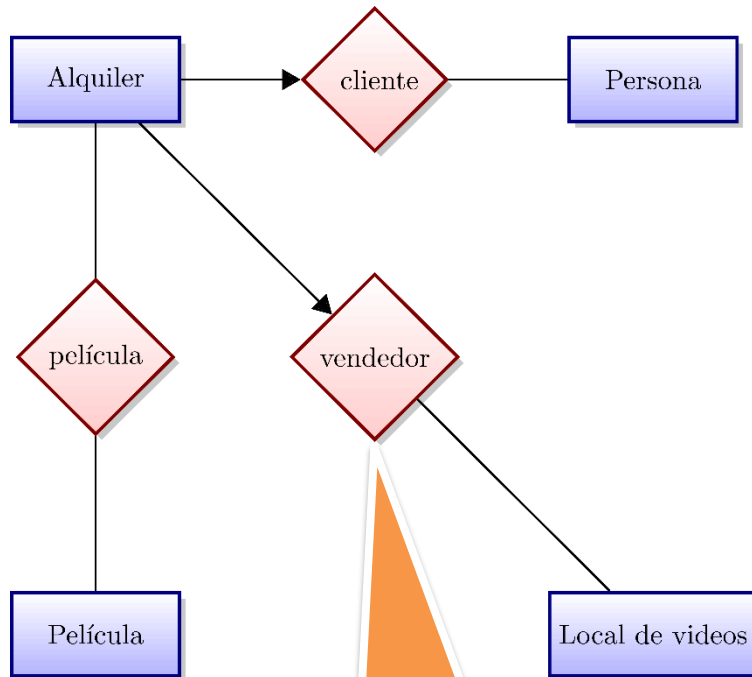 Alquiler
cliente
Persona
película
vendedor
Película
Local de videos